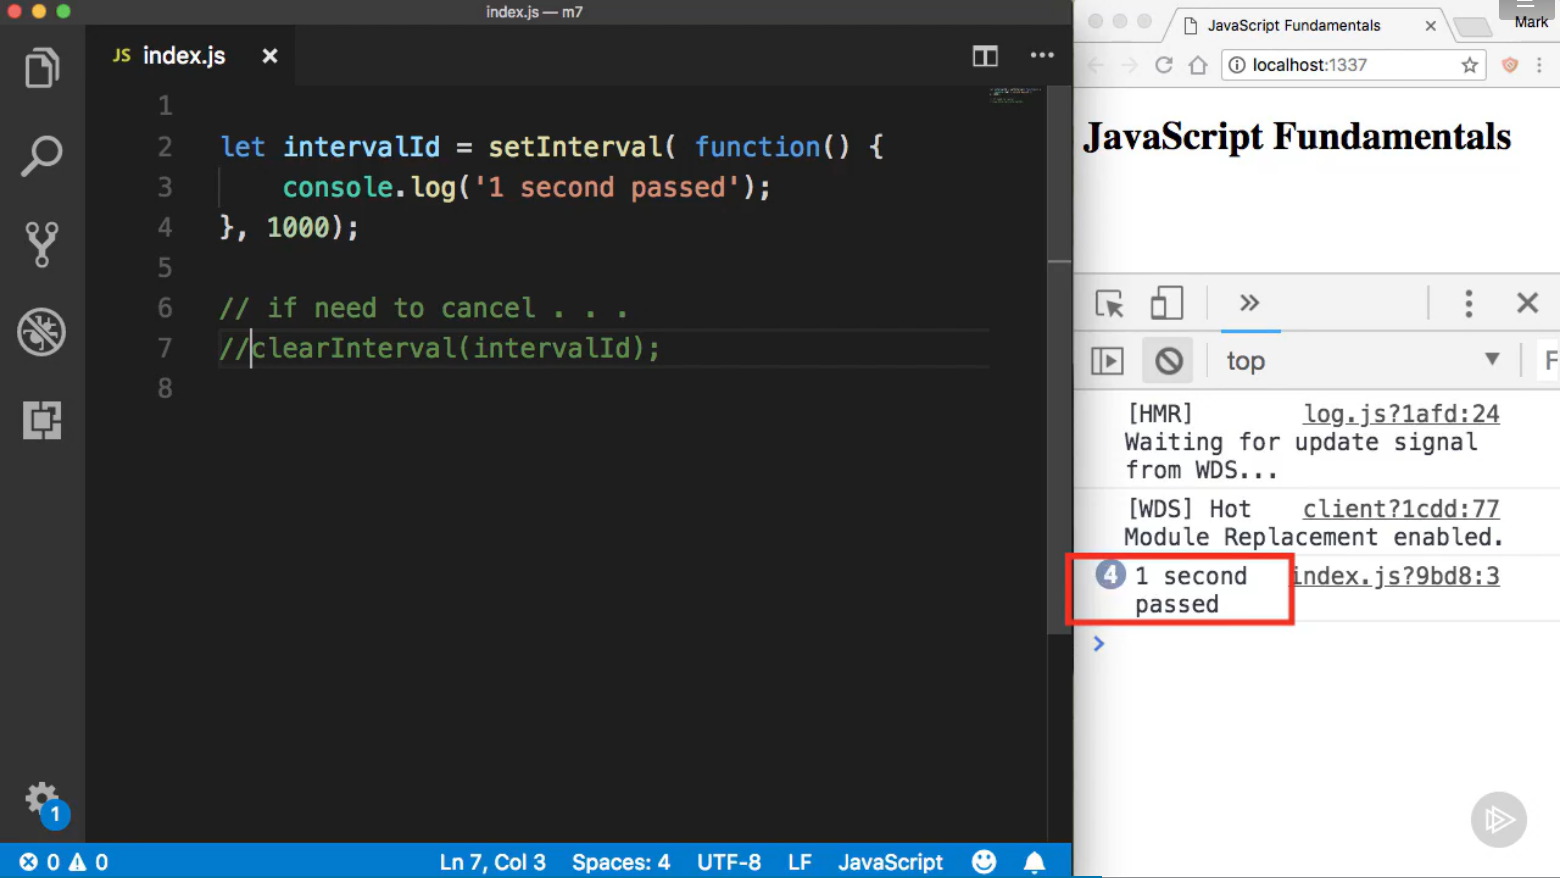 index.js — m7
JS index.js ×
1
2 let intervalId = setInterval( function() {
3 console.log('1 second passed');
4 }, 1000);
5
6 // if need to cancel . . .
7 //clearInterval(intervalId);
8
1
0 0
Ln 7, Col 3 Spaces: 4 UTF-8 LF JavaScript
Mark
JavaScript Fundamentals
localhost:1337
JavaScript Fundamentals
top
F
[HMR] log.js?1afd:24
Waiting for update signal
from WDS...
[WDS] Hot client?1cdd:77
Module Replacement enabled.
4 1 second index.js?9bd8:3
passed